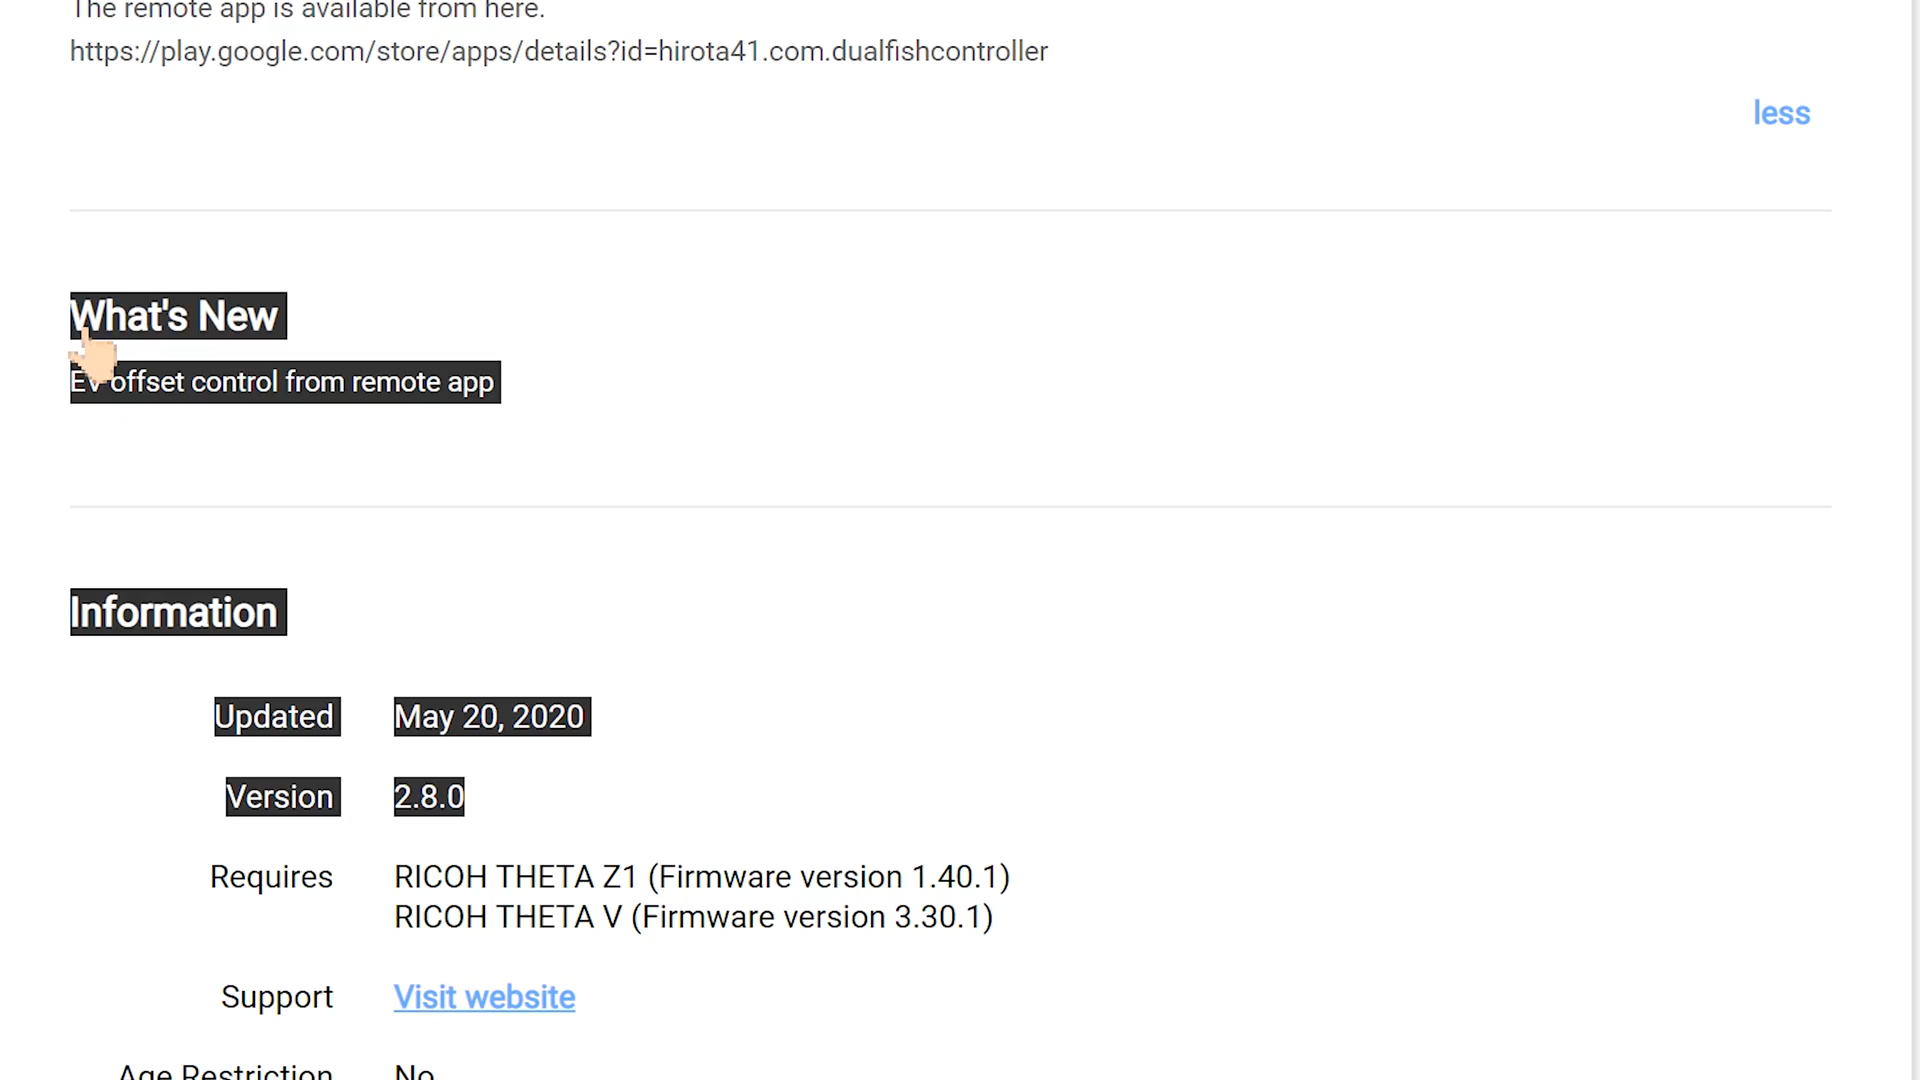 The remote app is available from here.
https://play.google.com/store/apps/details?id=hirota41.com.dualfishcontroller
less
What's New
EV offset control from remote app
Information
Updated May 20, 2020
Version 2.8.0
Requires RICOH THETA Z1 (Firmware version 1.40.1)
RICOH THETA V (Firmware version 3.30.1)
Support Visit website
Age Restriction No